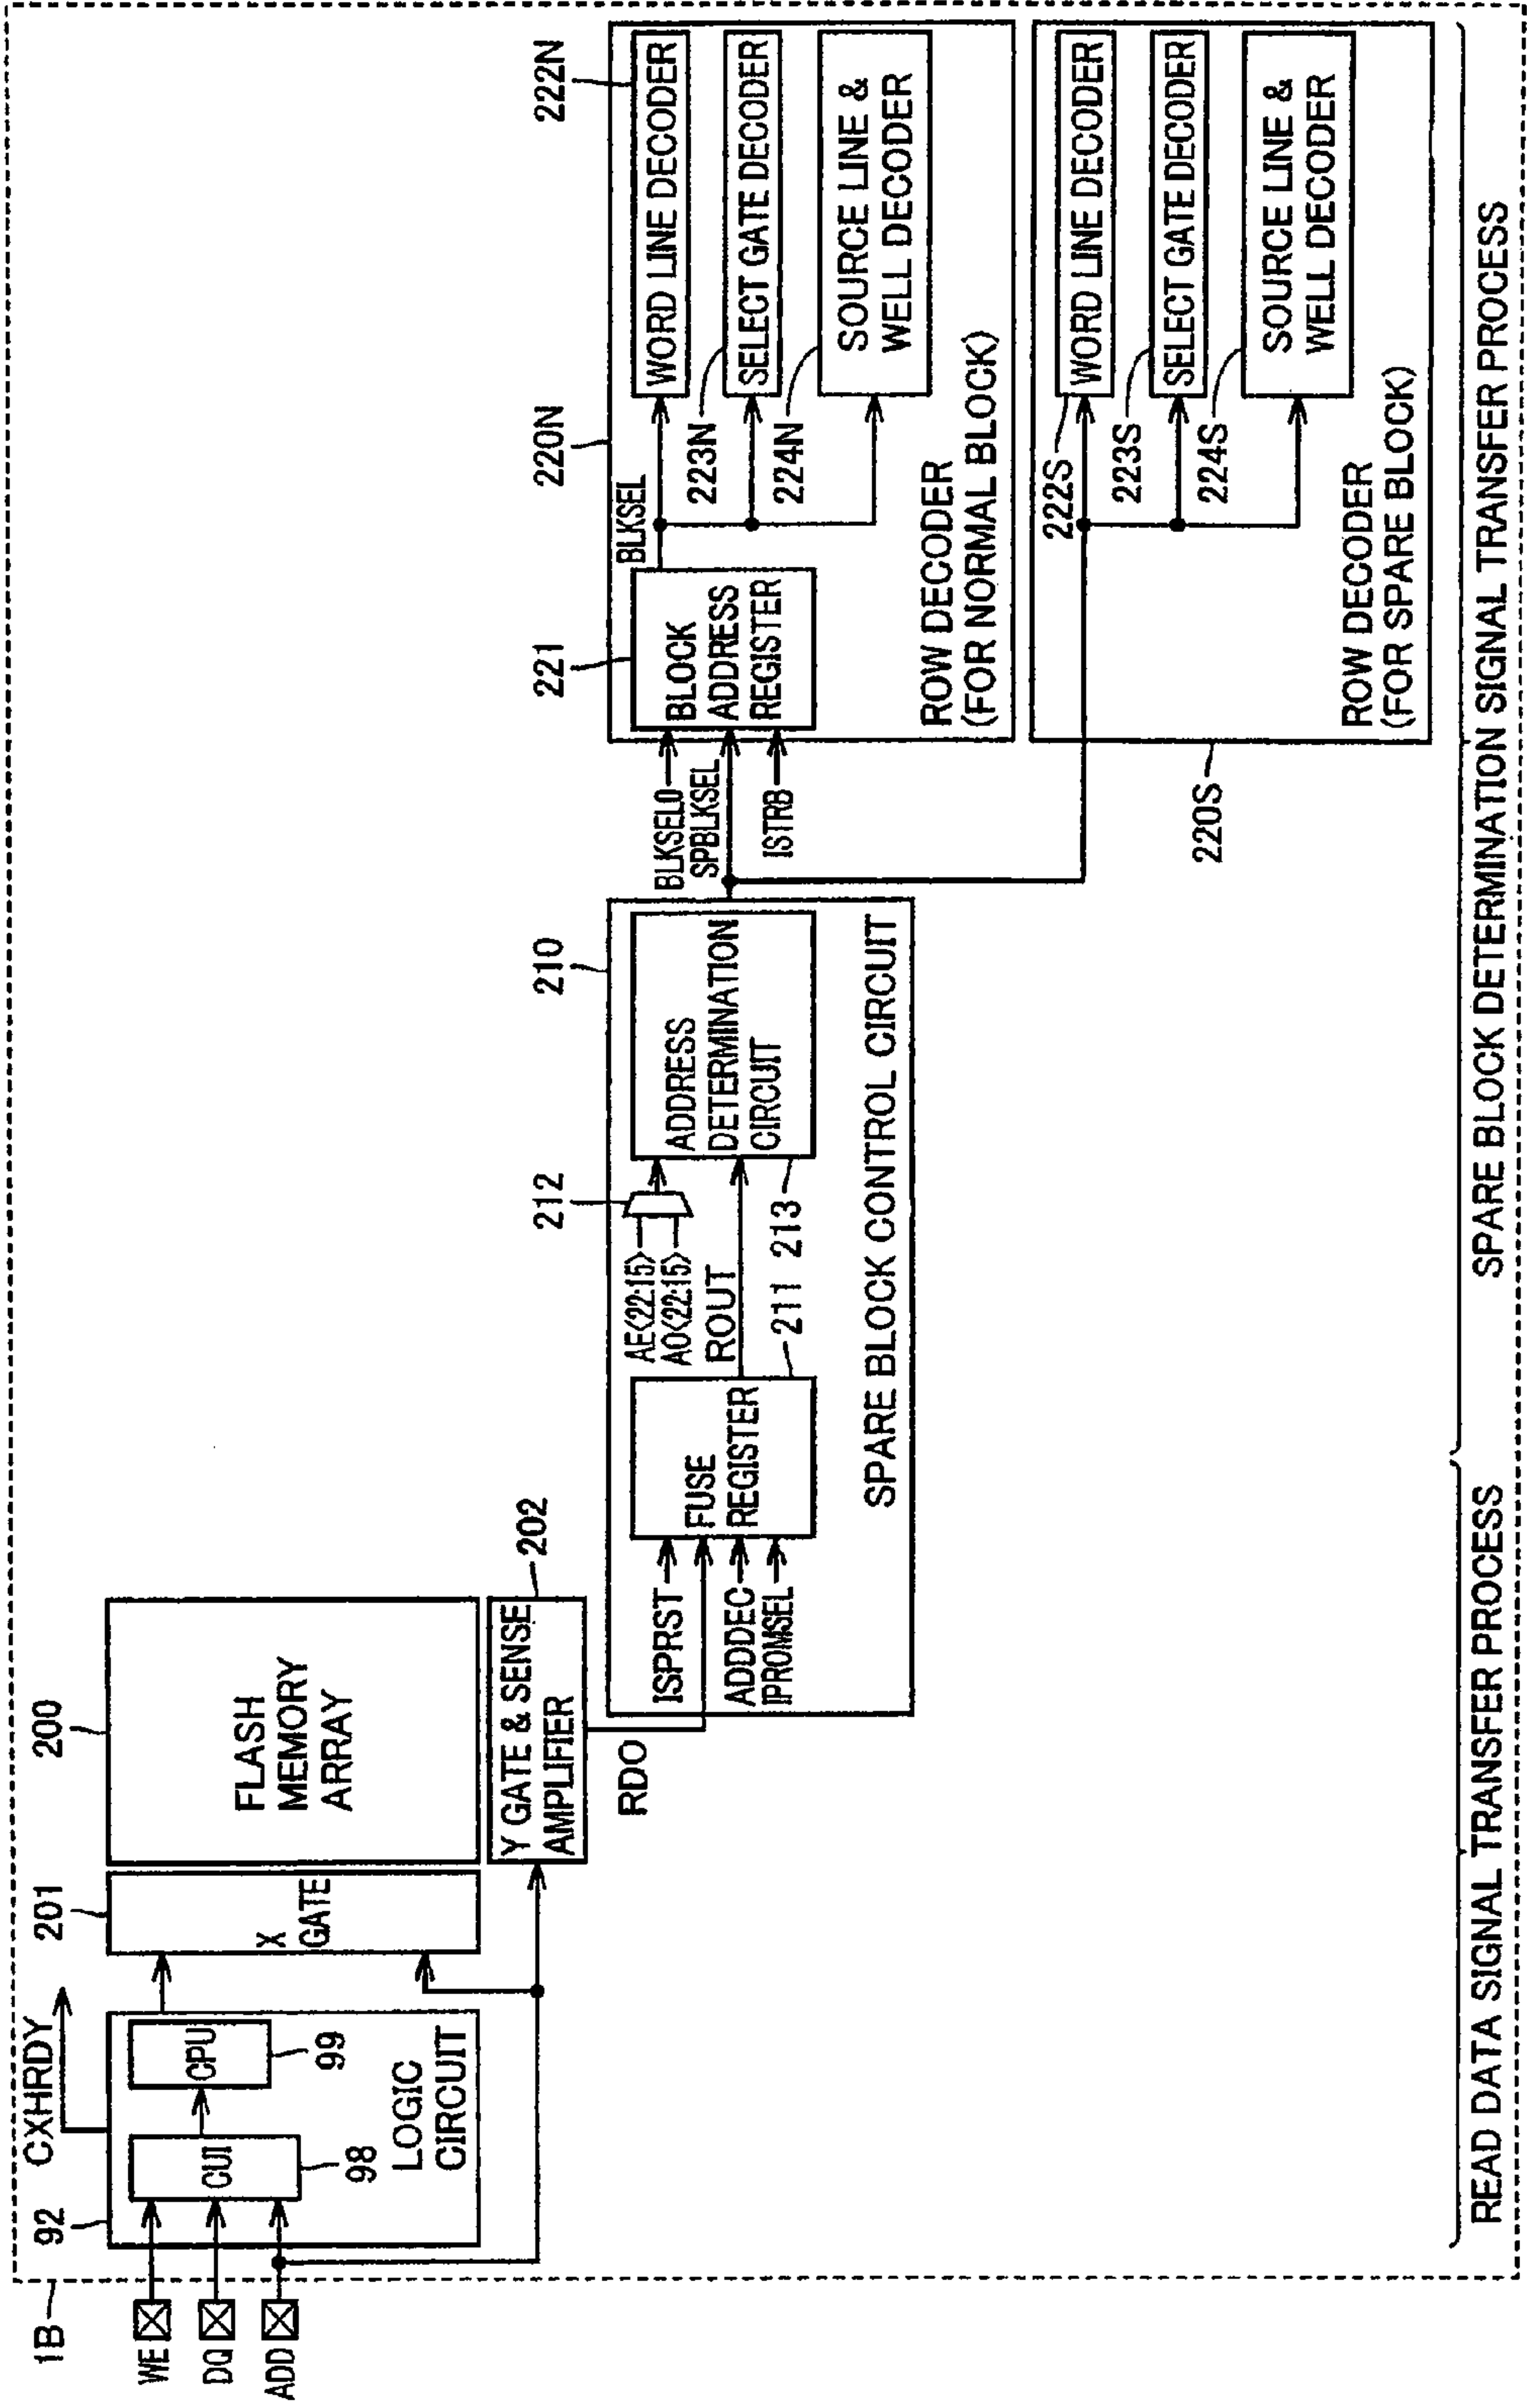 1B
WE
DQ
ADD
92
CXHRDY
CUI
98
CPU
99
LOGIC
CIRCUIT
201
X
GATE
200
FLASH
MEMORY
ARRAY
Y GATE & SENSE
AMPLIFIER
202
RDO
ISPRST
ADDDEC
IPROMSEL
FUSE
REGISTER
211
ROUT
AE<22:15>
AO<22:15>
212
213
ADDRESS
DETERMINATION
CIRCUIT
210
SPARE BLOCK CONTROL CIRCUIT
BLKSEL0
SPBLKSEL
ISTRB
221
BLOCK
ADDRESS
REGISTER
BLKSEL
220N
222N
WORD LINE DECODER
223N
SELECT GATE DECODER
224N
SOURCE LINE &
WELL DECODER
ROW DECODER
(FOR NORMAL BLOCK)
220S
222S
WORD LINE DECODER
223S
SELECT GATE DECODER
224S
SOURCE LINE &
WELL DECODER
ROW DECODER
(FOR SPARE BLOCK)
READ DATA SIGNAL TRANSFER PROCESS
SPARE BLOCK DETERMINATION SIGNAL TRANSFER PROCESS